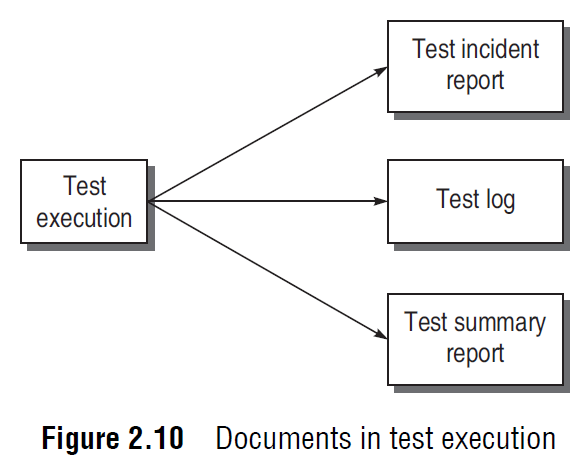 Test incident
report
Test
execution
Test log
Test summary
report
Figure 2.10 Documents in test execution